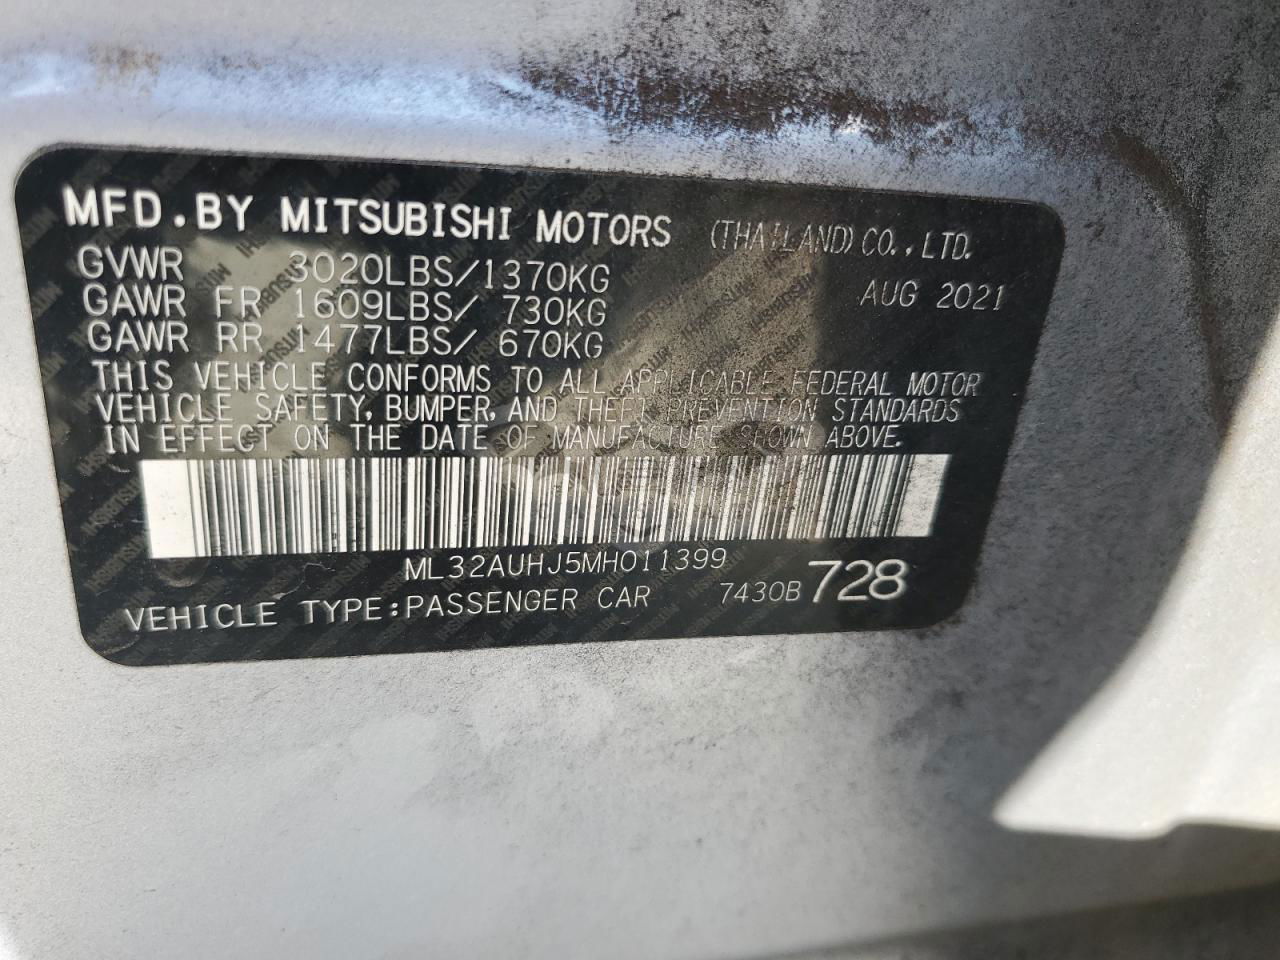 MFD.BY MITSUBISHI MOTORS (THAILAND) CO.,LTD.
GVWR 3020LBS/1370KG AUG 2021
GAWR FR 1609LBS/ 730KG
GAWR RR 1477LBS/ 670KG
THIS VEHICLE CONFORMS TO ALL APPLICABLE FEDERAL MOTOR
VEHICLE SAFETY, BUMPER, AND THEFT PREVENTION STANDARDS
IN EFFECT ON THE DATE OF MANUFACTURE SHOWN ABOVE.
ML32AUHJ5MH011399
VEHICLE TYPE:PASSENGER CAR 7430B 728